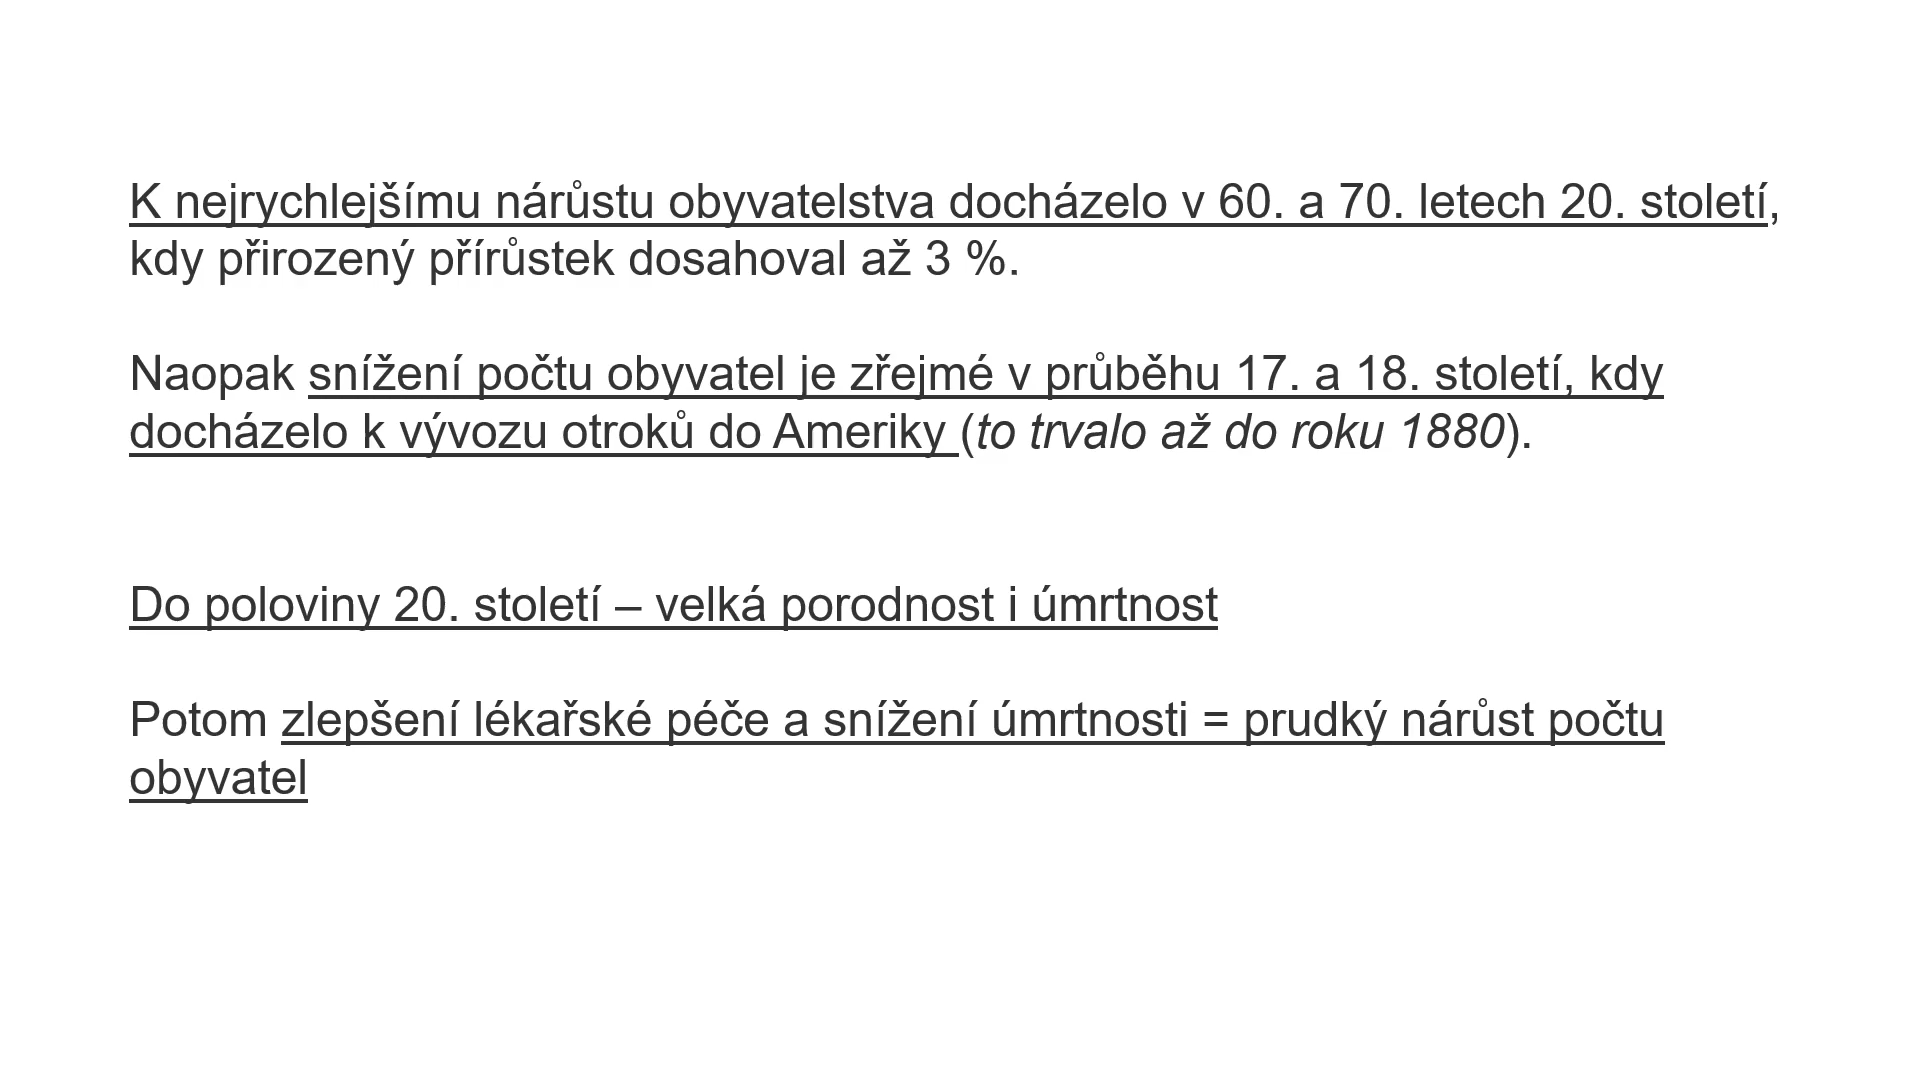 K nejrychlejšímu nárůstu obyvatelstva docházelo v 60. a 70. letech 20. století,
kdy přirozený přírůstek dosahoval až 3 %.
Naopak snížení počtu obyvatel je zřejmé v průběhu 17. a 18. století, kdy
docházelo k vývozu otroků do Ameriky (to trvalo až do roku 1880).
Do poloviny 20. století – velká porodnost i úmrtnost
Potom zlepšení lékařské péče a snížení úmrtnosti = prudký nárůst počtu
obyvatel